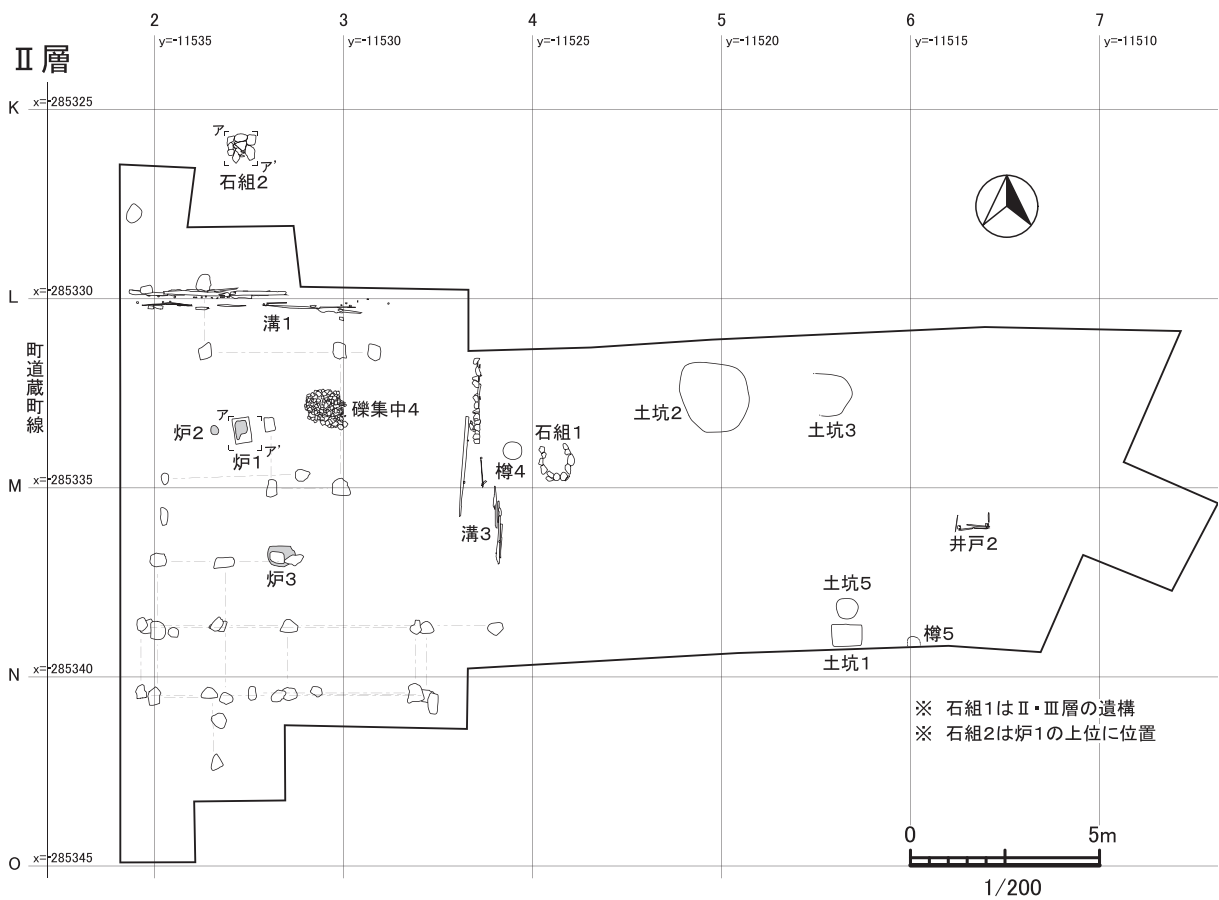 2 3 4 5 6 7
y=-11535 y=-11530 y=-11525 y=-11520 y=-11515 y=-11510
Ⅱ層
K x=-285325
ア
ア'
石組2
L x=-285330
溝1
町道蔵町線
礫集中4
炉2
ア
ア'
炉1
土坑2
土坑3
石組1
樽4
M x=-285335
溝3
井戸2
炉3
土坑5
樽5
土坑1
N x=-285340
※ 石組1はⅡ・Ⅲ層の遺構
※ 石組2は炉1の上位に位置
0 5m
1/200
O x=-285345